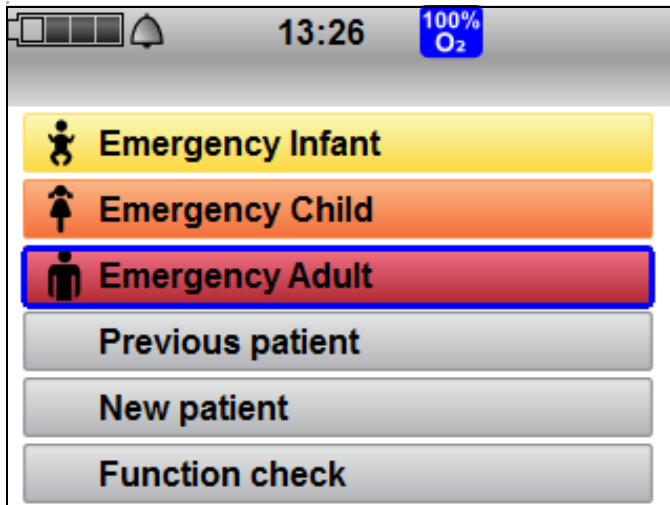 13:26
100%
O₂
Emergency Infant
Emergency Child
Emergency Adult
Previous patient
New patient
Function check